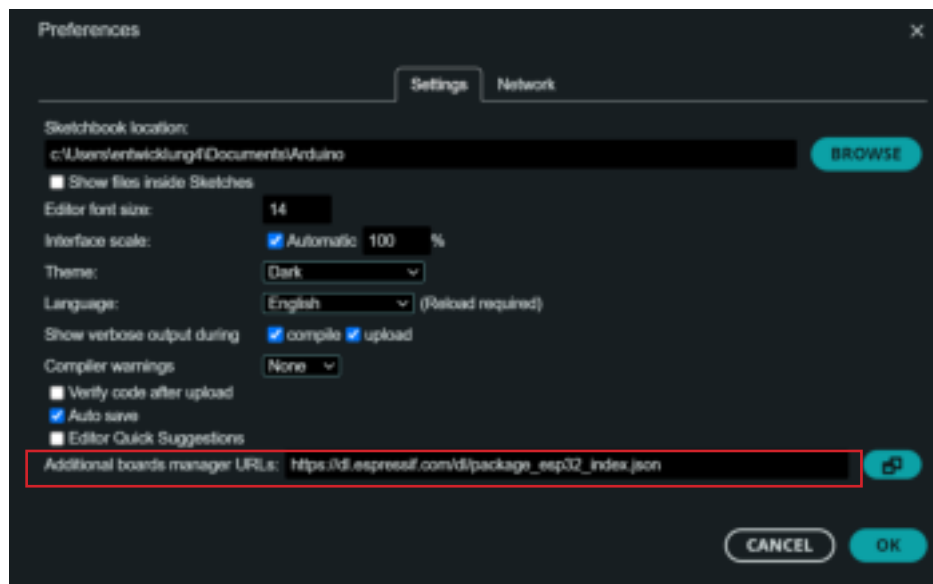 Preferences
Settings Network
Sketchbook location:
c:\Users\entwicklung4\Documents\Arduino BROWSE
Show files inside Sketches
Editor font size: 14
Interface scale: Automatic 100 %
Theme: Dark
Language: English (Reload required)
Show verbose output during compile upload
Compiler warnings None
Verify code after upload
Auto save
Editor Quick Suggestions
Additional boards manager URLs: https://dl.espressif.com/dl/package_esp32_index.json
CANCEL OK